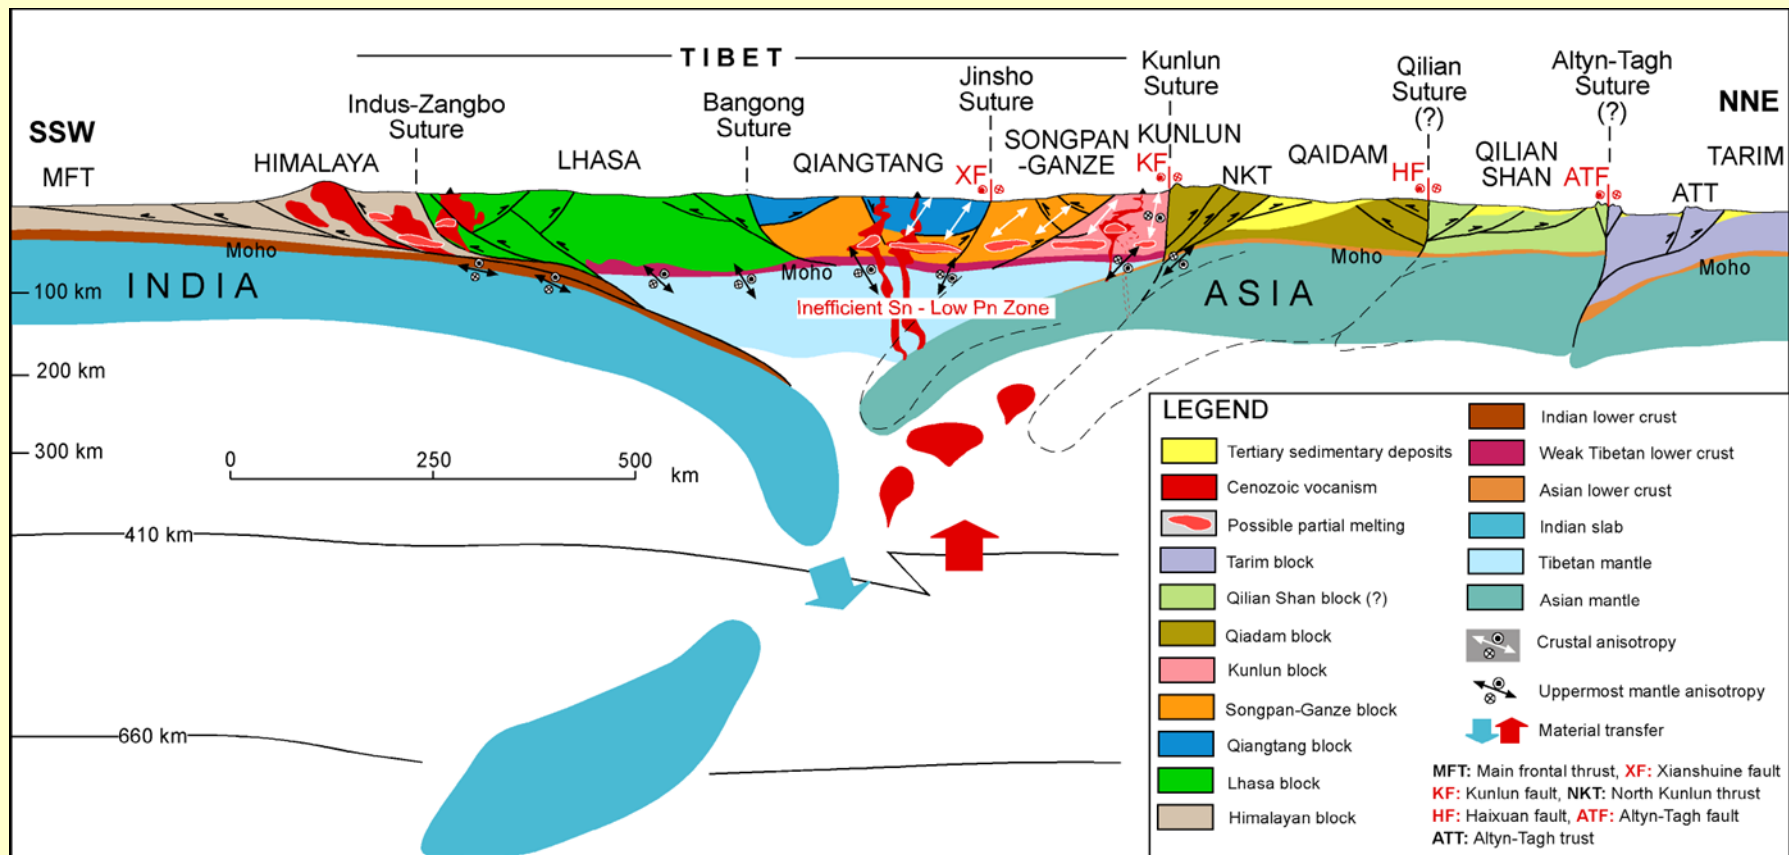 TIBET
Indus-Zangbo
Suture
Bangong
Suture
Jinsho
Suture
Kunlun
Suture
Qilian
Suture
(?)
Altyn-Tagh
Suture
(?)
SSW
NNE
MFT
HIMALAYA
LHASA
QIANGTANG
XF
SONGPAN
-GANZE
KUNLUN
KF
NKT
QAIDAM
HF
QILIAN
SHAN
ATF
ATT
TARIM
Moho
Moho
Moho
Moho
INDIA
ASIA
Inefficient Sn - Low Pn Zone
100 km
200 km
300 km
410 km
660 km
0 250 500
km
LEGEND
Tertiary sedimentary deposits
Cenozoic vocanism
Possible partial melting
Tarim block
Qilian Shan block (?)
Qiadam block
Kunlun block
Songpan-Ganze block
Qiangtang block
Lhasa block
Himalayan block
Indian lower crust
Weak Tibetan lower crust
Asian lower crust
Indian slab
Tibetan mantle
Asian mantle
Crustal anisotropy
Uppermost mantle anisotropy
Material transfer
MFT: Main frontal thrust, XF: Xianshuine fault
KF: Kunlun fault, NKT: North Kunlun thrust
HF: Haixuan fault, ATF: Altyn-Tagh fault
ATT: Altyn-Tagh trust